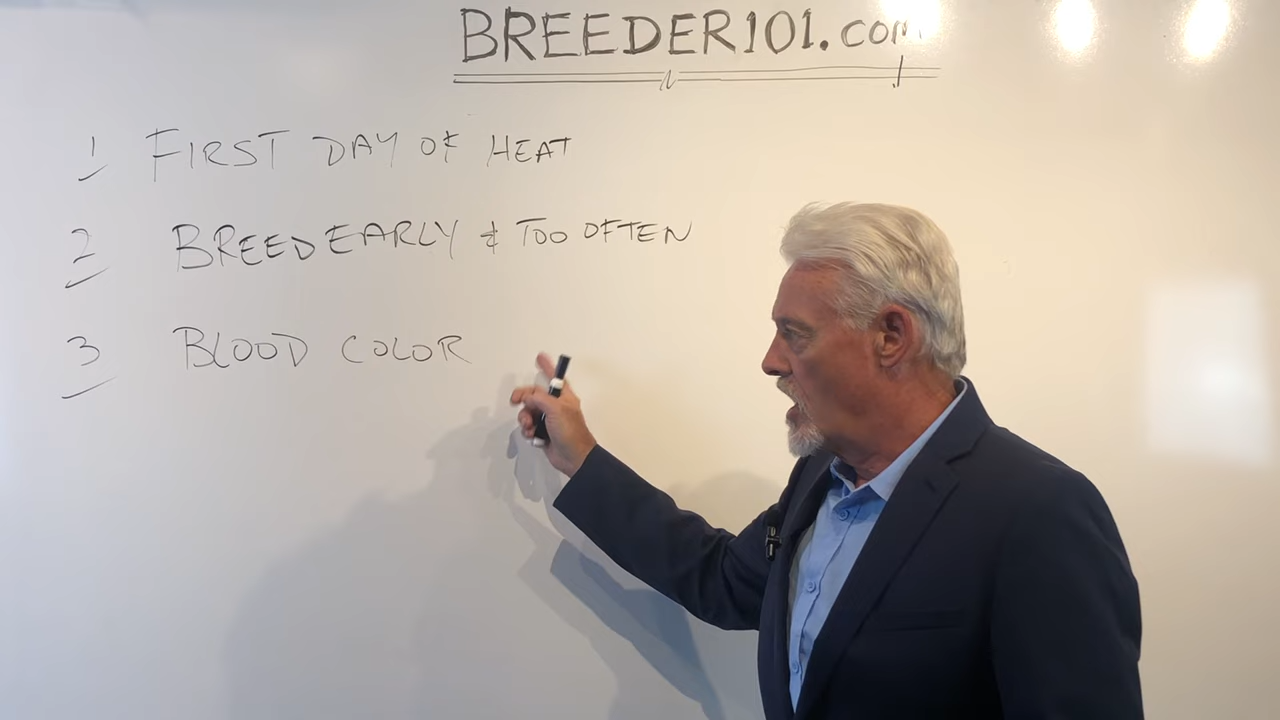 BREEDER101.com
1 FIRST DAY OF HEAT
2 BREED EARLY & TOO OFTEN
3 BLOOD COLOR